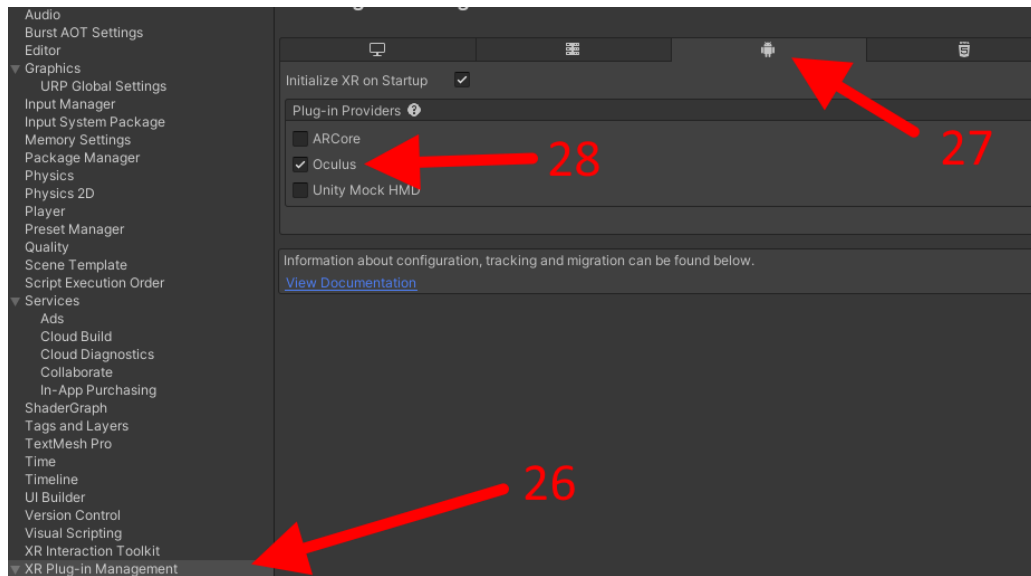 Audio
Burst AOT Settings
Editor
Graphics
URP Global Settings
Input Manager
Input System Package
Memory Settings
Package Manager
Physics
Physics 2D
Player
Preset Manager
Quality
Scene Template
Script Execution Order
Services
Ads
Cloud Build
Cloud Diagnostics
Collaborate
In-App Purchasing
ShaderGraph
Tags and Layers
TextMesh Pro
Time
Timeline
UI Builder
Version Control
Visual Scripting
XR Interaction Toolkit
XR Plug-in Management
26
27
Initialize XR on Startup
Plug-in Providers
ARCore
Oculus
28
Unity Mock HMD
Information about configuration, tracking and migration can be found below.
View Documentation